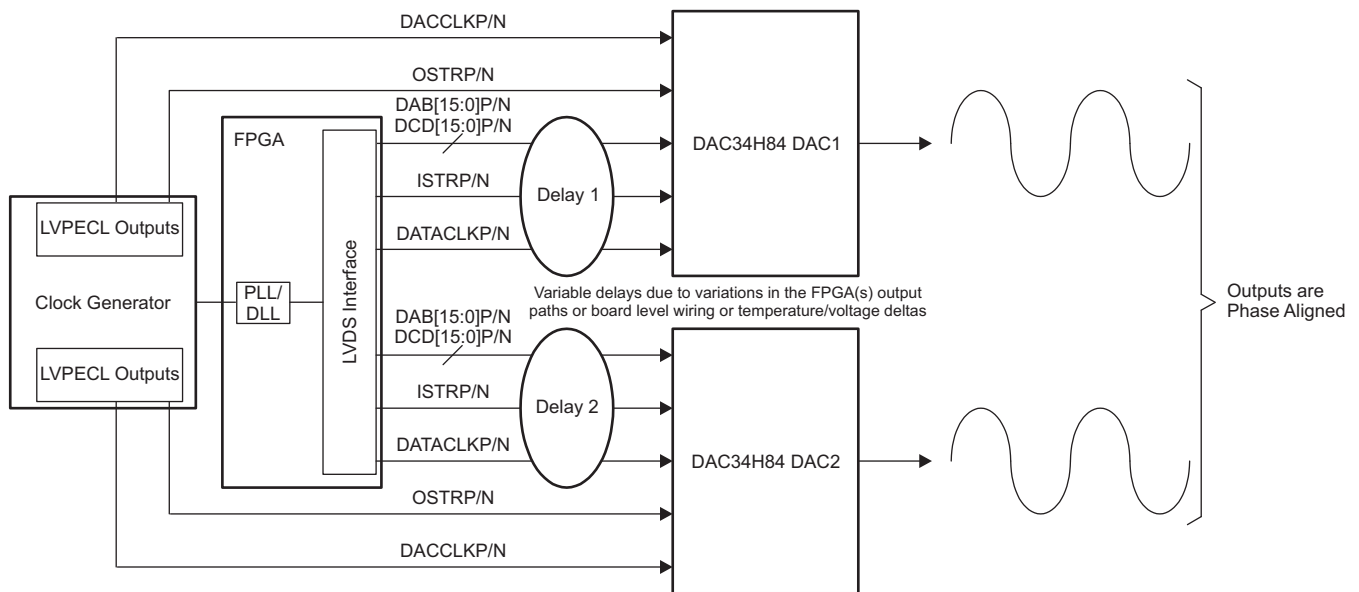 DACCLKP/N
OSTRP/N
DAB[15:0]P/N
DCD[15:0]P/N
FPGA
DAC34H84 DAC1
ISTRP/N
Delay 1
LVPECL Outputs
DATACLKP/N
Clock Generator
PLL/
DLL
LVDS Interface
Variable delays due to variations in the FPGA(s) output
paths or board level wiring or temperature/voltage deltas
Outputs are
Phase Aligned
DAB[15:0]P/N
DCD[15:0]P/N
LVPECL Outputs
ISTRP/N
Delay 2
DATACLKP/N
DAC34H84 DAC2
OSTRP/N
DACCLKP/N